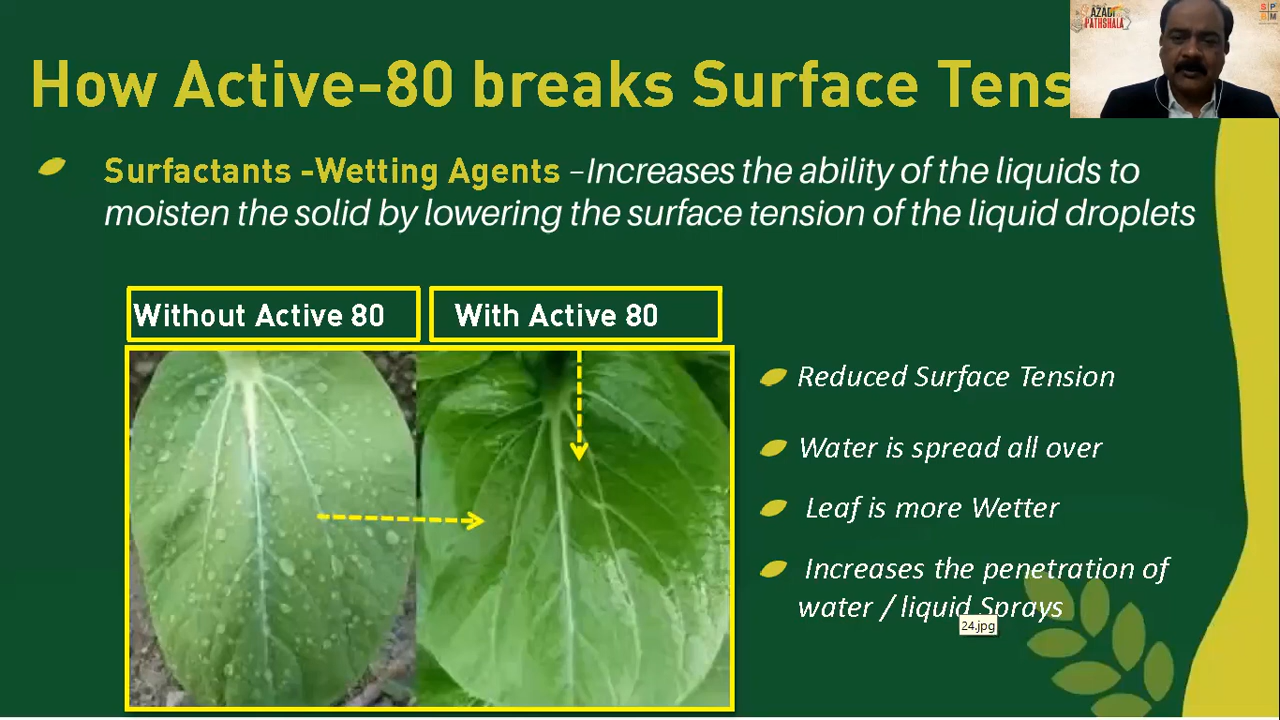 AZADI
PATHSHALA
S P
S M
How Active-80 breaks Surface Tens
Surfactants -Wetting Agents –Increases the ability of the liquids to
moisten the solid by lowering the surface tension of the liquid droplets
Without Active 80
With Active 80
Reduced Surface Tension
Water is spread all over
Leaf is more Wetter
Increases the penetration of
water / liquid Sprays
24.jpg